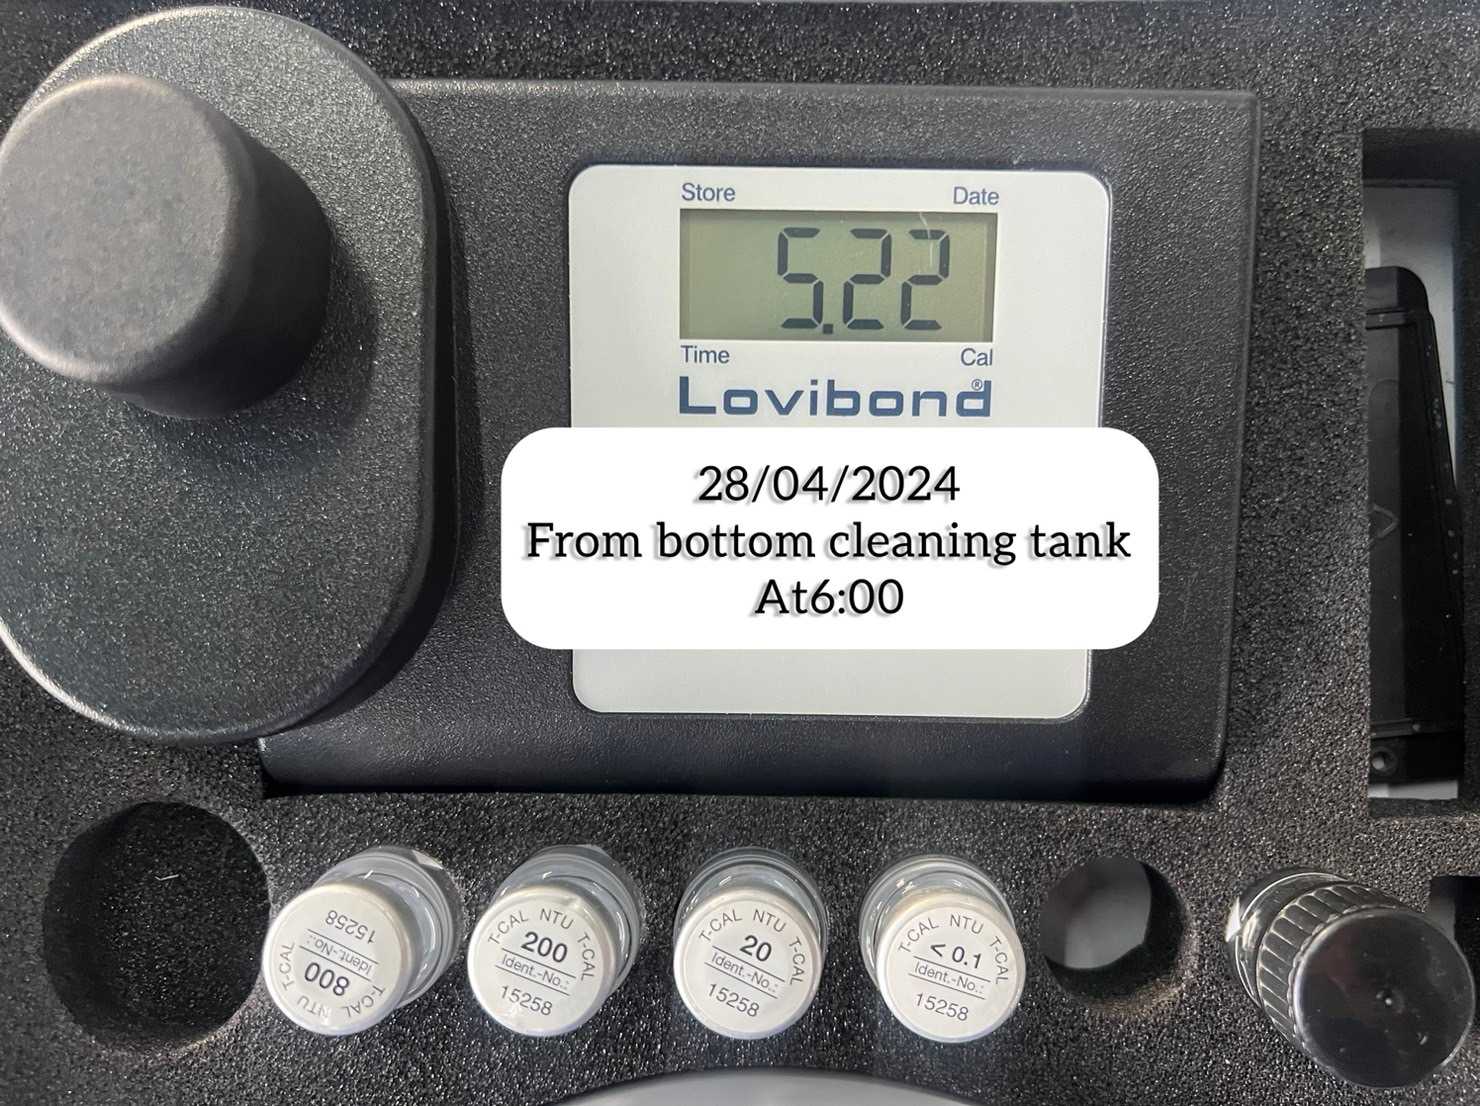 Store Date
5.22
Time Cal
Lovibond®
28/04/2024
From bottom cleaning tank
At6:00
T-CAL NTU T-CAL
800
Ident.-No.:
15258
T-CAL NTU T-CAL
200
Ident.-No.:
15258
T-CAL NTU T-CAL
20
Ident.-No.:
15258
T-CAL NTU T-CAL
< 0.1
Ident.-No.:
15258